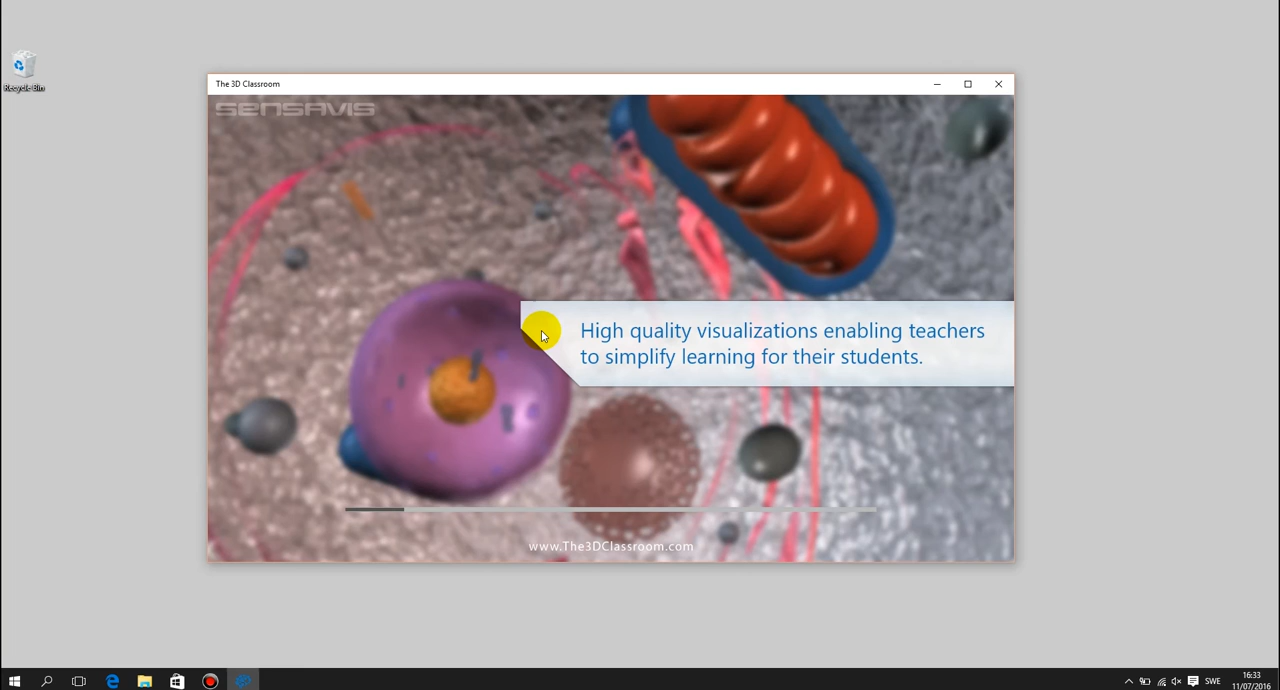 Recycle Bin
The 3D Classroom
SENSAVIS
High quality visualizations enabling teachers
to simplify learning for their students.
www.The3DClassroom.com
SWE
16:33
11/07/2016